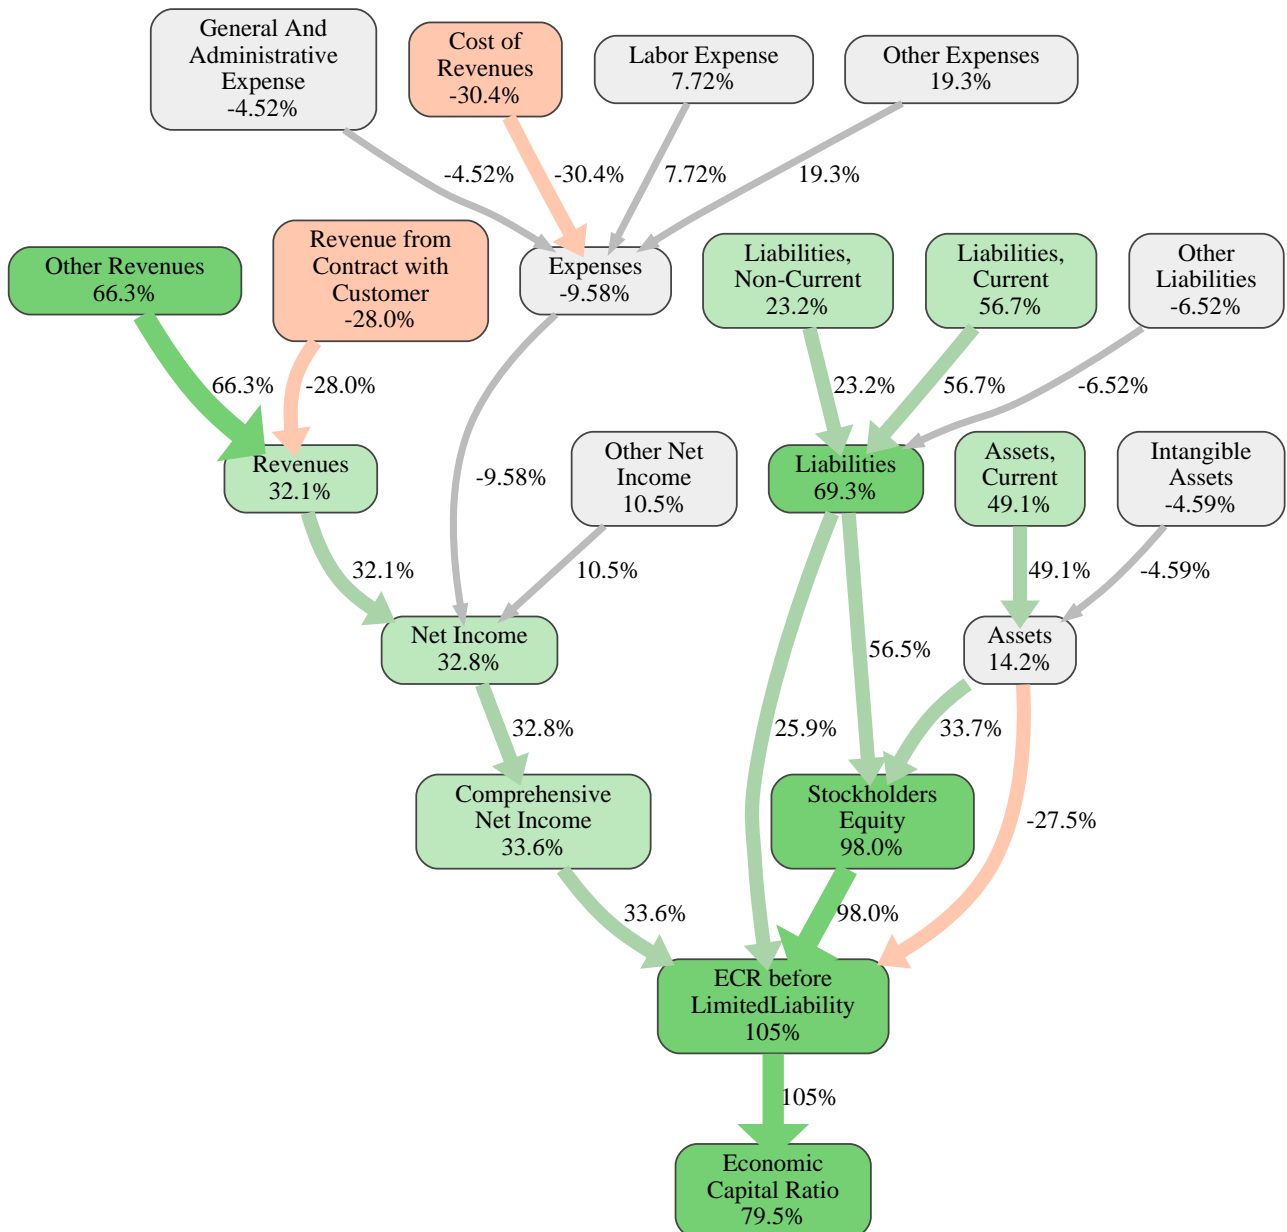 General And
Administrative
Expense
-4.52%
Cost of
Revenues
-30.4%
Labor Expense
7.72%
Other Expenses
19.3%
-4.52%
-30.4%
7.72%
19.3%
Other Revenues
66.3%
Revenue from
Contract with
Customer
-28.0%
Expenses
-9.58%
Liabilities,
Non-Current
23.2%
Liabilities,
Current
56.7%
Other
Liabilities
-6.52%
66.3%
-28.0%
23.2%
56.7%
-6.52%
Revenues
32.1%
-9.58%
Other Net
Income
10.5%
Liabilities
69.3%
Assets,
Current
49.1%
Intangible
Assets
-4.59%
32.1%
10.5%
49.1%
-4.59%
Net Income
32.8%
56.5%
Assets
14.2%
32.8%
25.9%
33.7%
Comprehensive
Net Income
33.6%
Stockholders
Equity
98.0%
-27.5%
33.6%
98.0%
ECR before
LimitedLiability
105%
105%
Economic
Capital Ratio
79.5%